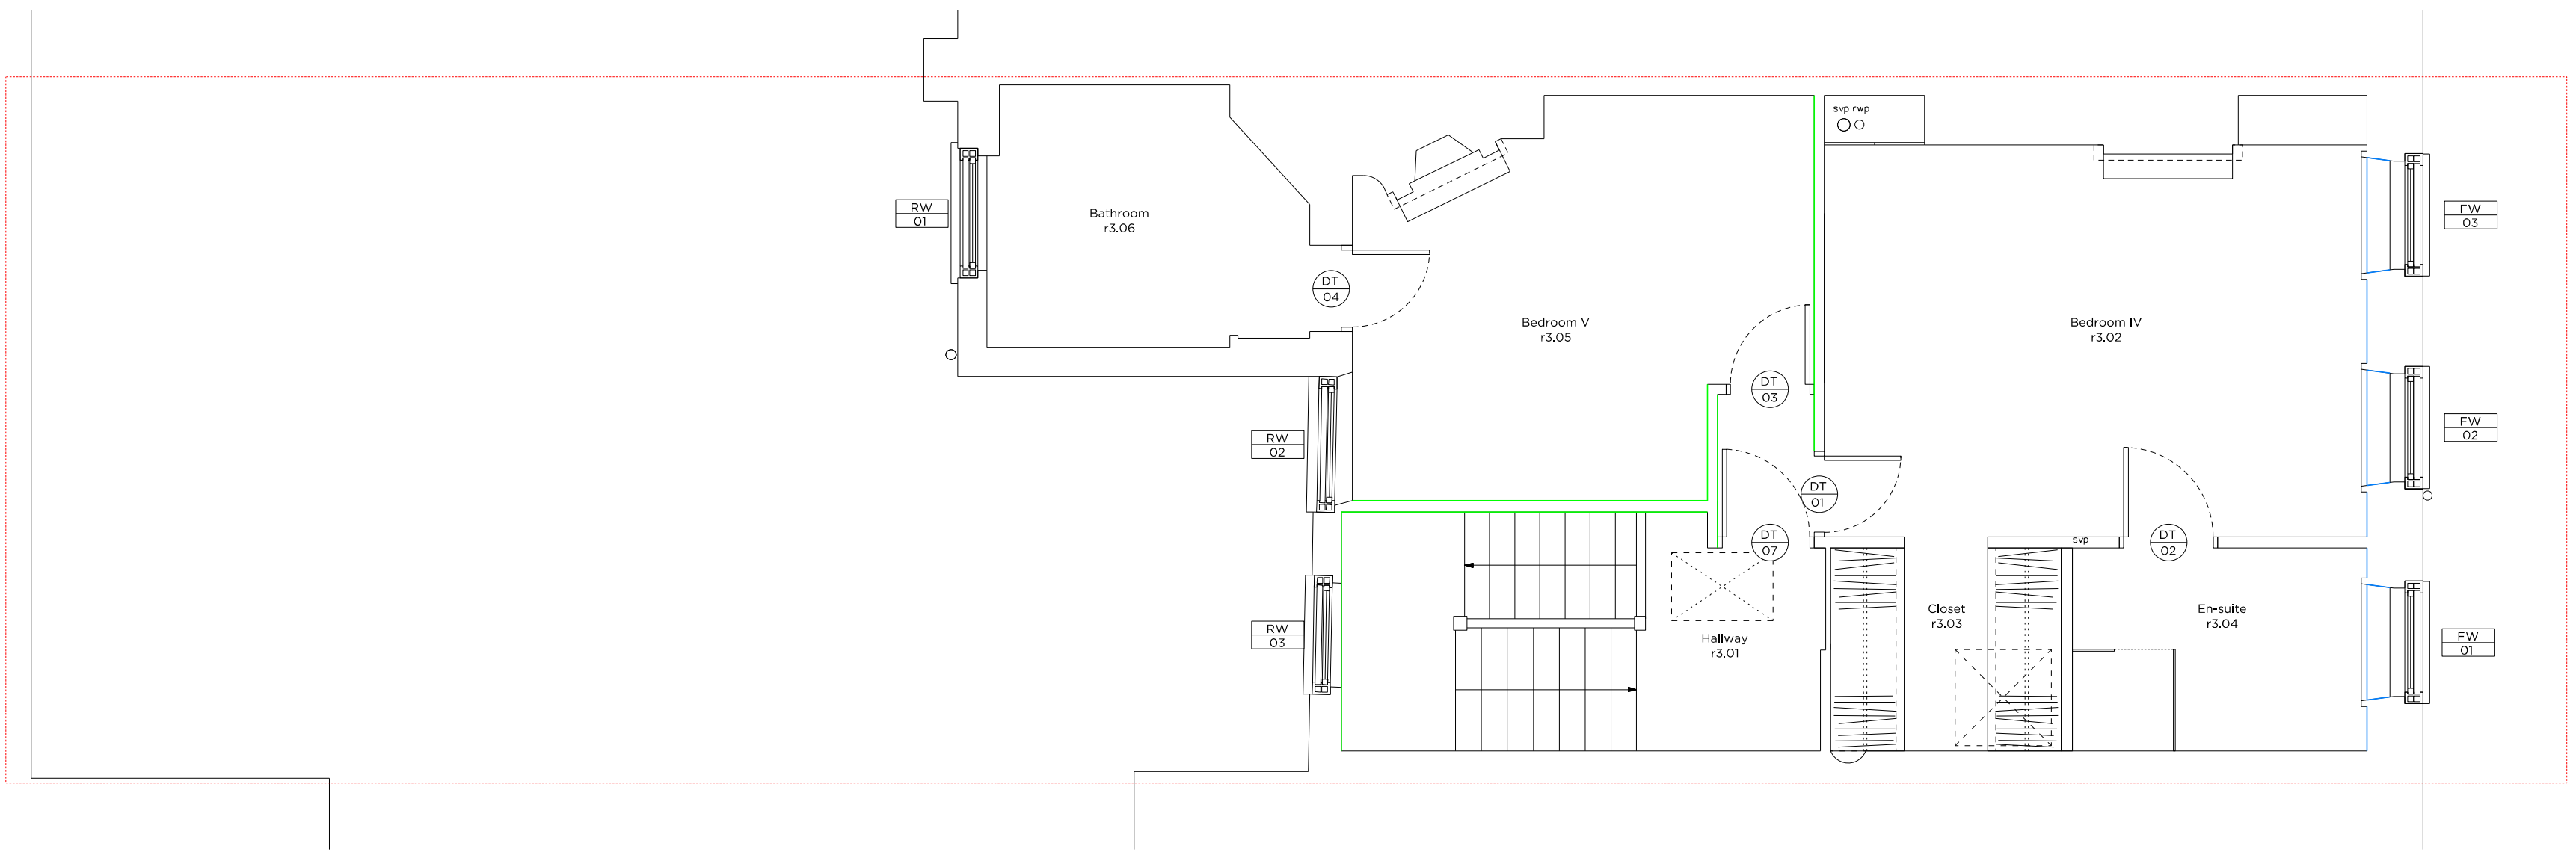 svp rwp
RW
01
Bathroom
r3.06
FW
03
DT
04
Bedroom V
r3.05
Bedroom IV
r3.02
DT
03
FW
02
RW
02
DT
01
DT
07
svp
DT
02
Closet
r3.03
En-suite
r3.04
RW
03
Hallway
r3.01
FW
01